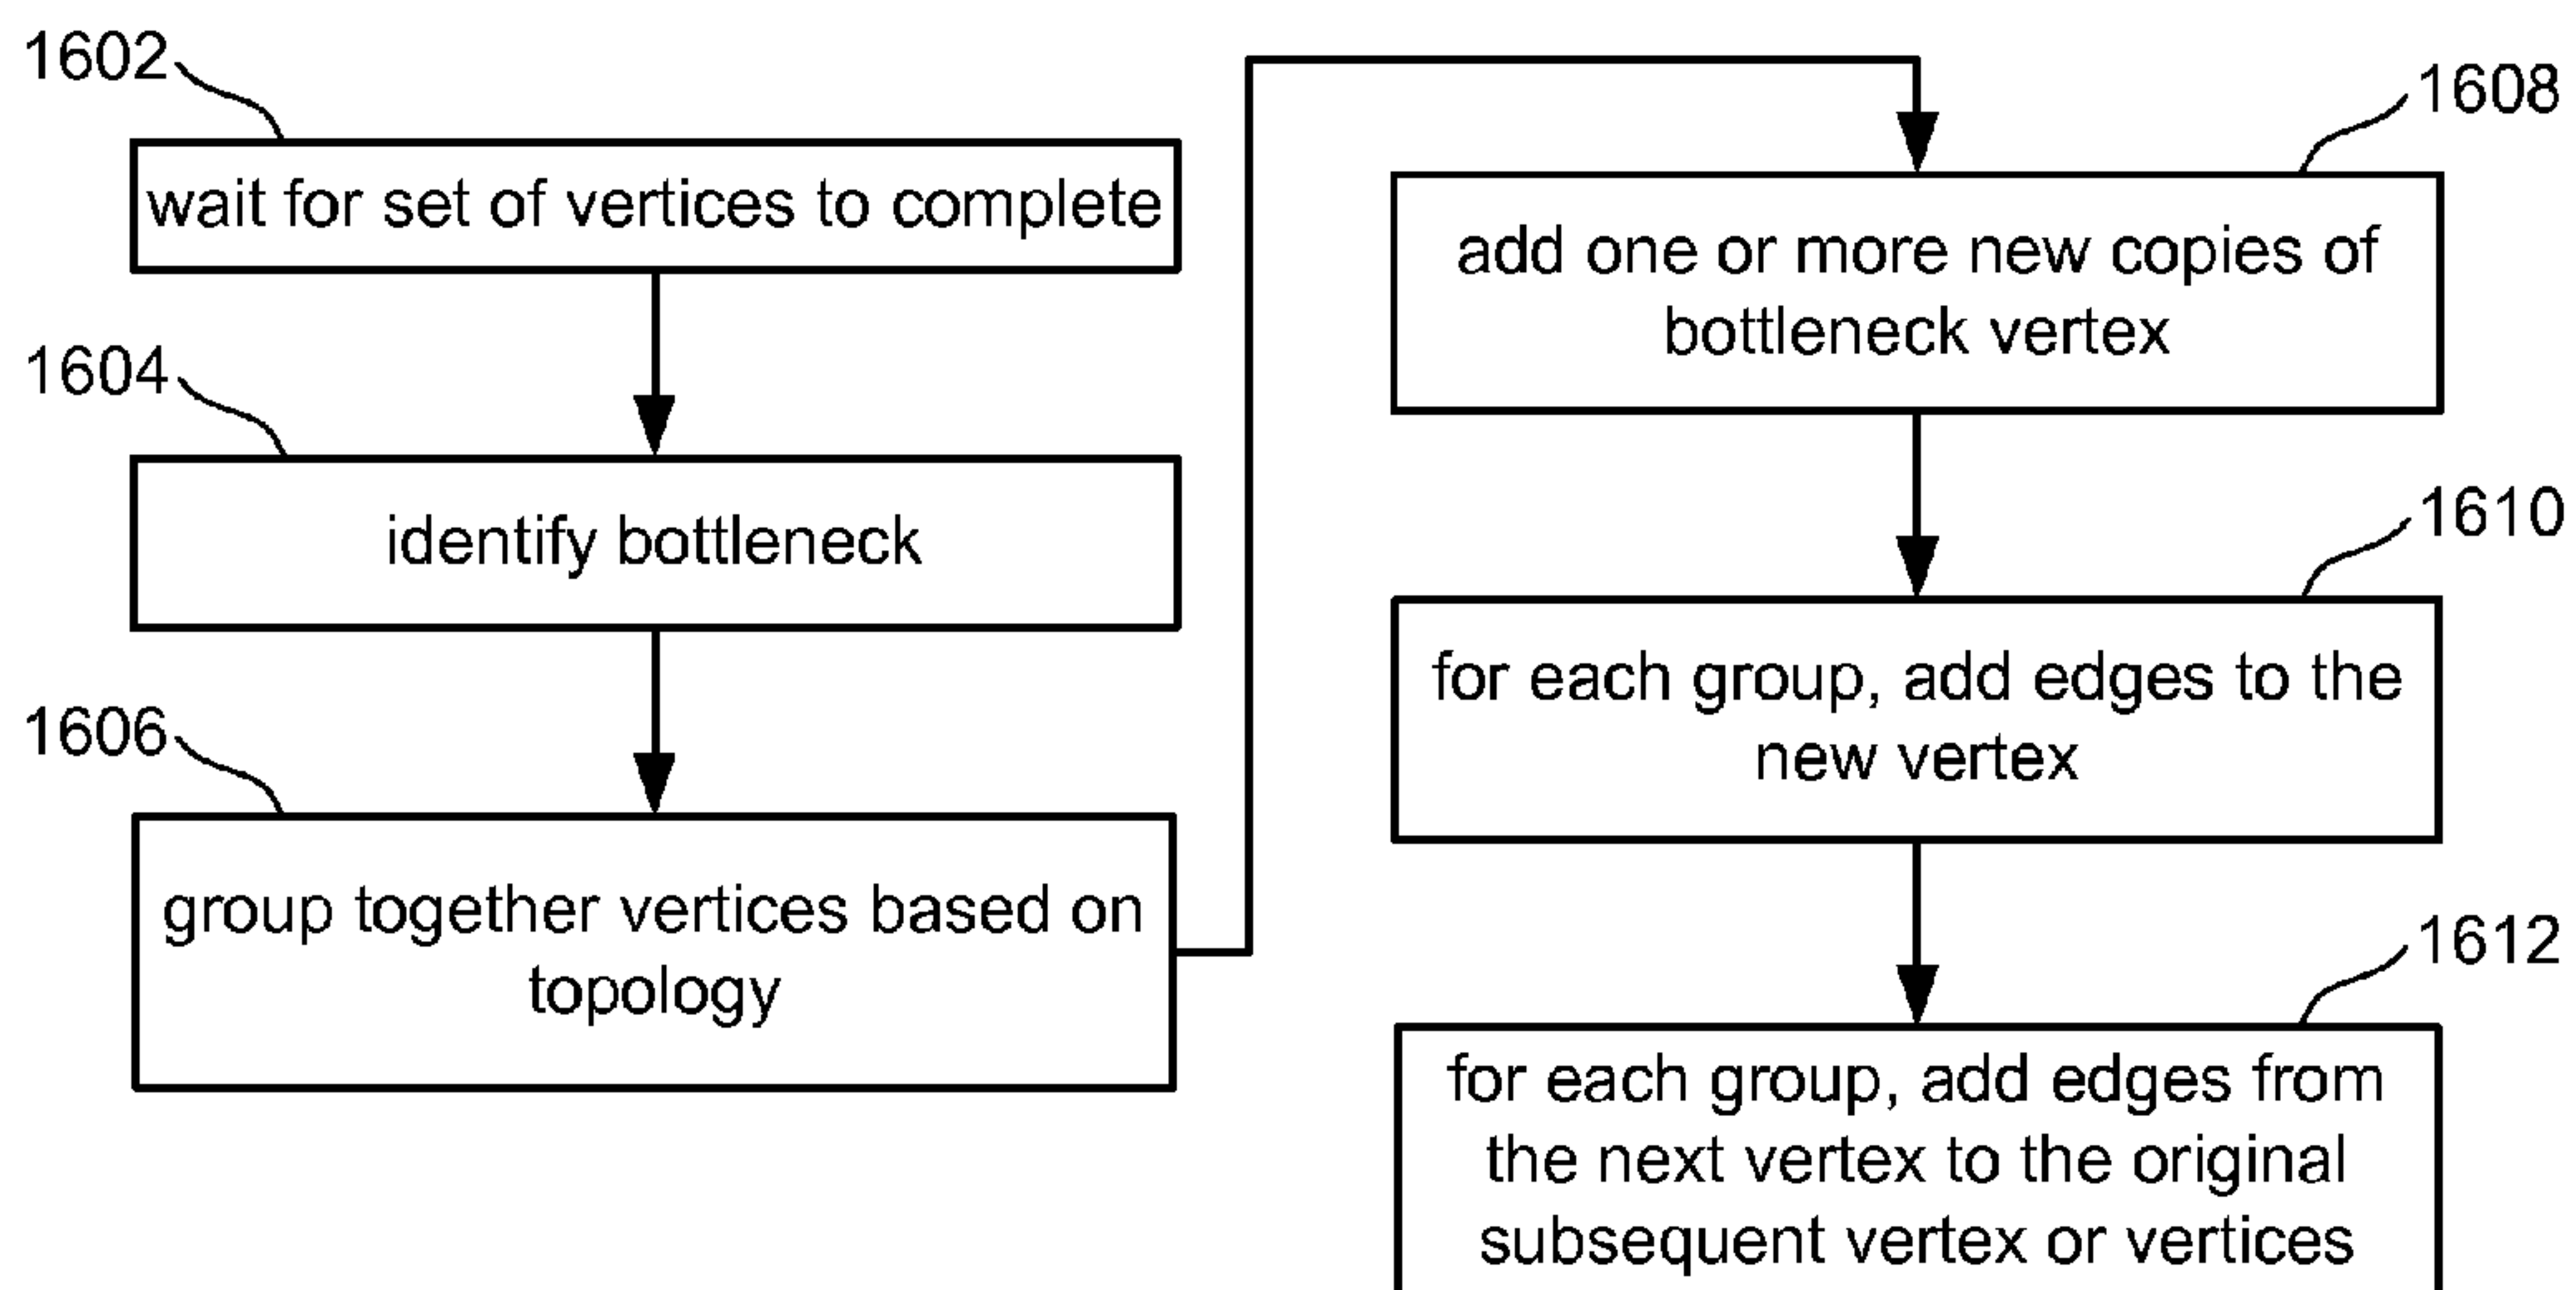 1602
wait for set of vertices to complete
1604
identify bottleneck
1606
group together vertices based on
topology
1608
add one or more new copies of
bottleneck vertex
1610
for each group, add edges to the
new vertex
1612
for each group, add edges from
the next vertex to the original
subsequent vertex or vertices